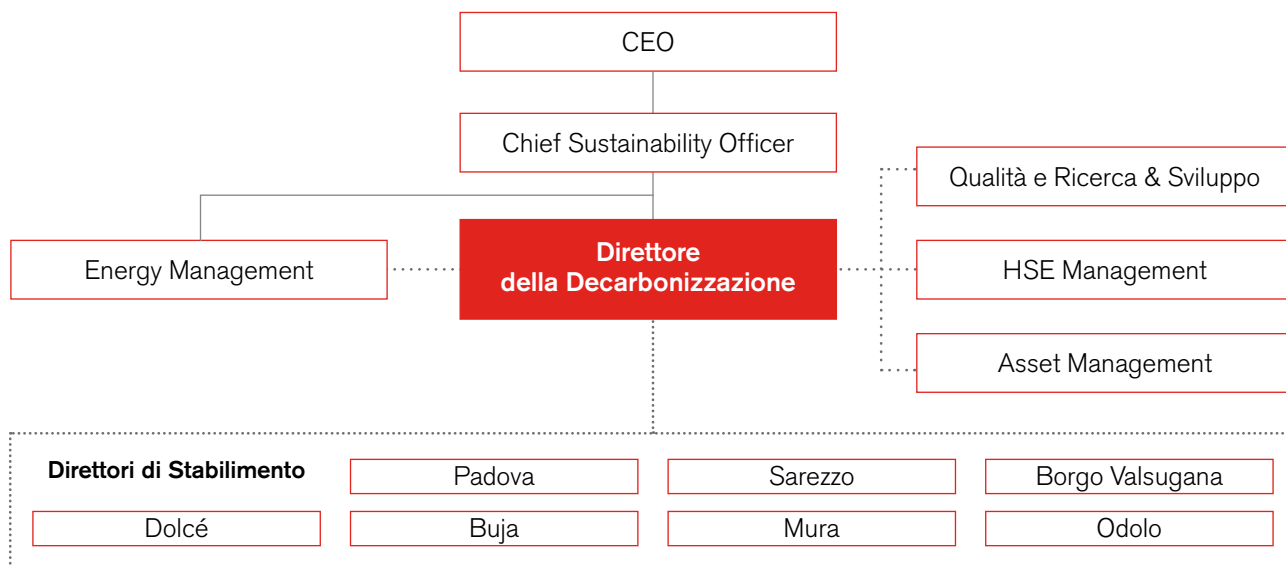 CEO
Chief Sustainability Officer
Qualità e Ricerca & Sviluppo
Energy Management
Direttore
della Decarbonizzazione
HSE Management
Asset Management
Direttori di Stabilimento
Padova
Sarezzo
Borgo Valsugana
Dolcé
Buja
Mura
Odolo